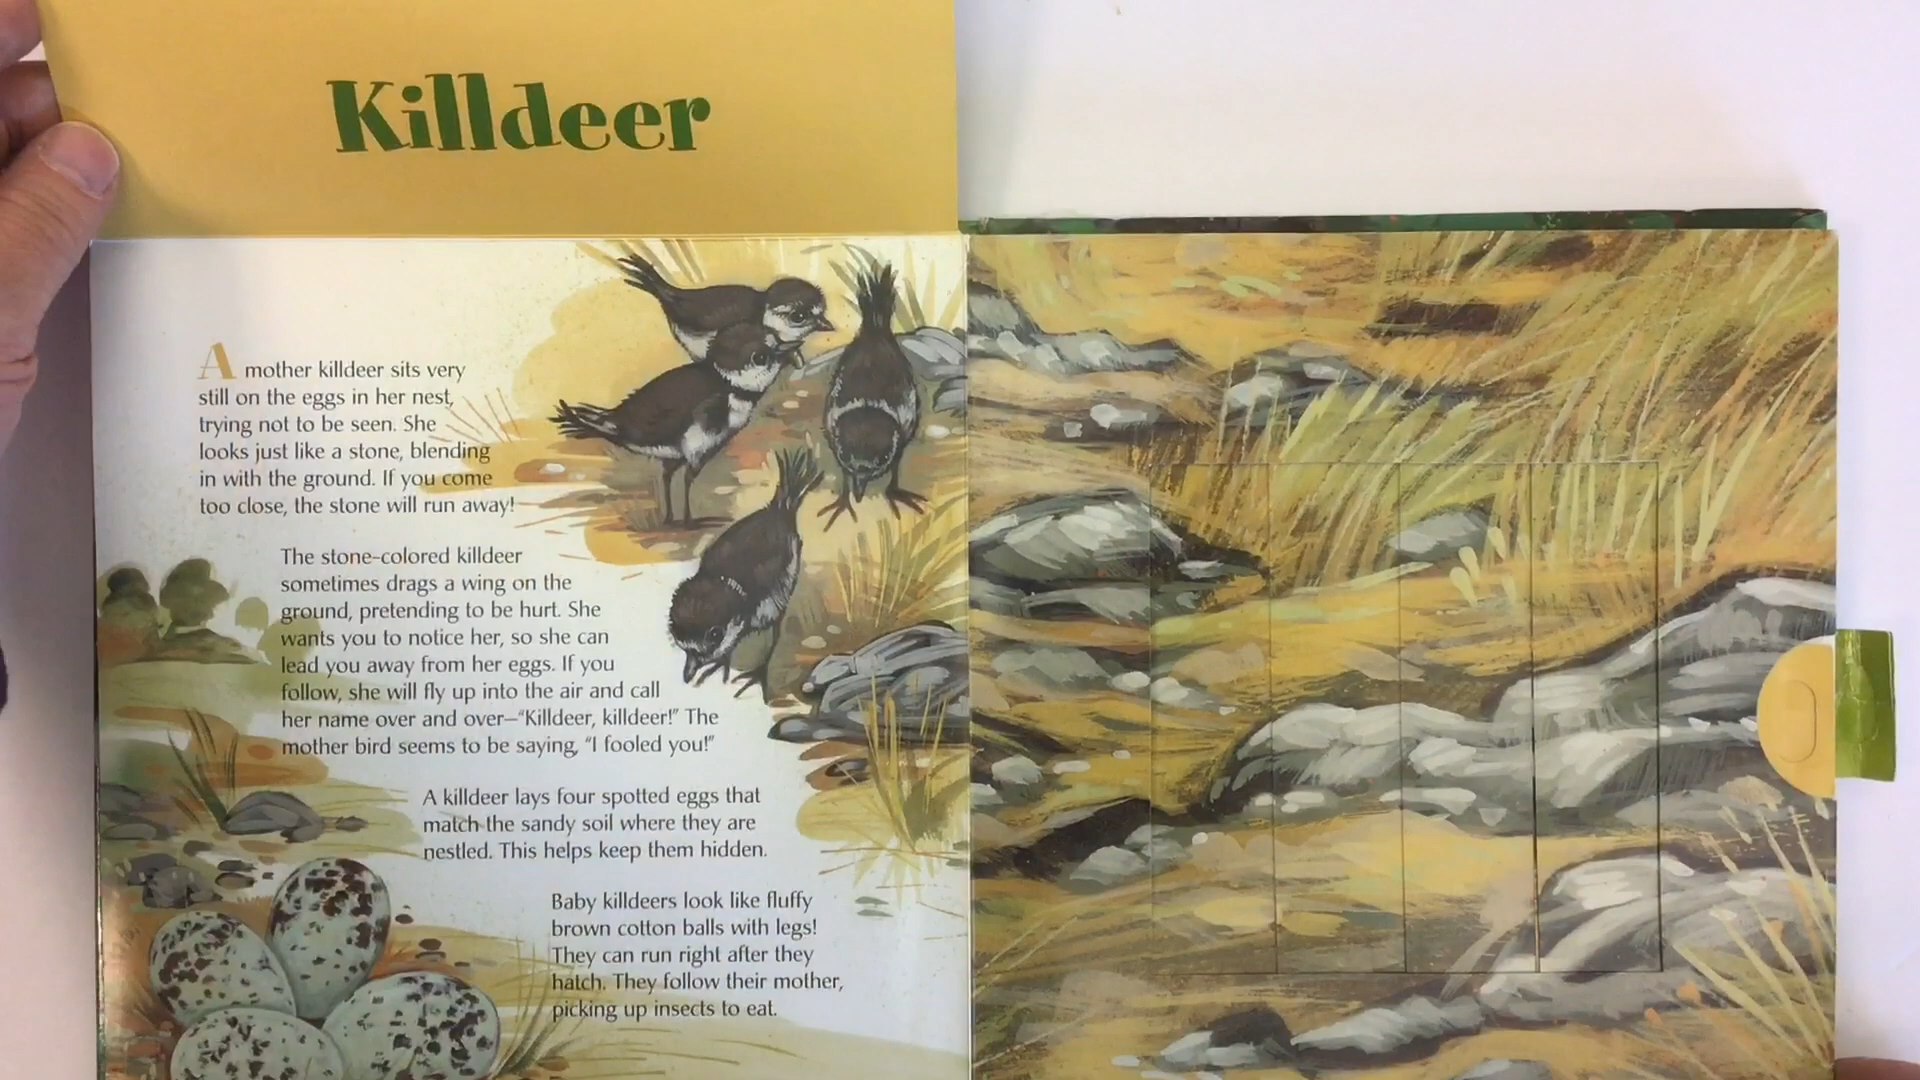 Killdeer
A mother killdeer sits very
still on the eggs in her nest,
trying not to be seen. She
looks just like a stone, blending
in with the ground. If you come
too close, the stone will run away!
The stone-colored killdeer
sometimes drags a wing on the
ground, pretending to be hurt. She
wants you to notice her, so she can
lead you away from her eggs. If you
follow, she will fly up into the air and call
her name over and over—“Killdeer, killdeer!” The
mother bird seems to be saying, “I fooled you!”
A killdeer lays four spotted eggs that
match the sandy soil where they are
nestled. This helps keep them hidden.
Baby killdeers look like fluffy
brown cotton balls with legs!
They can run right after they
hatch. They follow their mother,
picking up insects to eat.